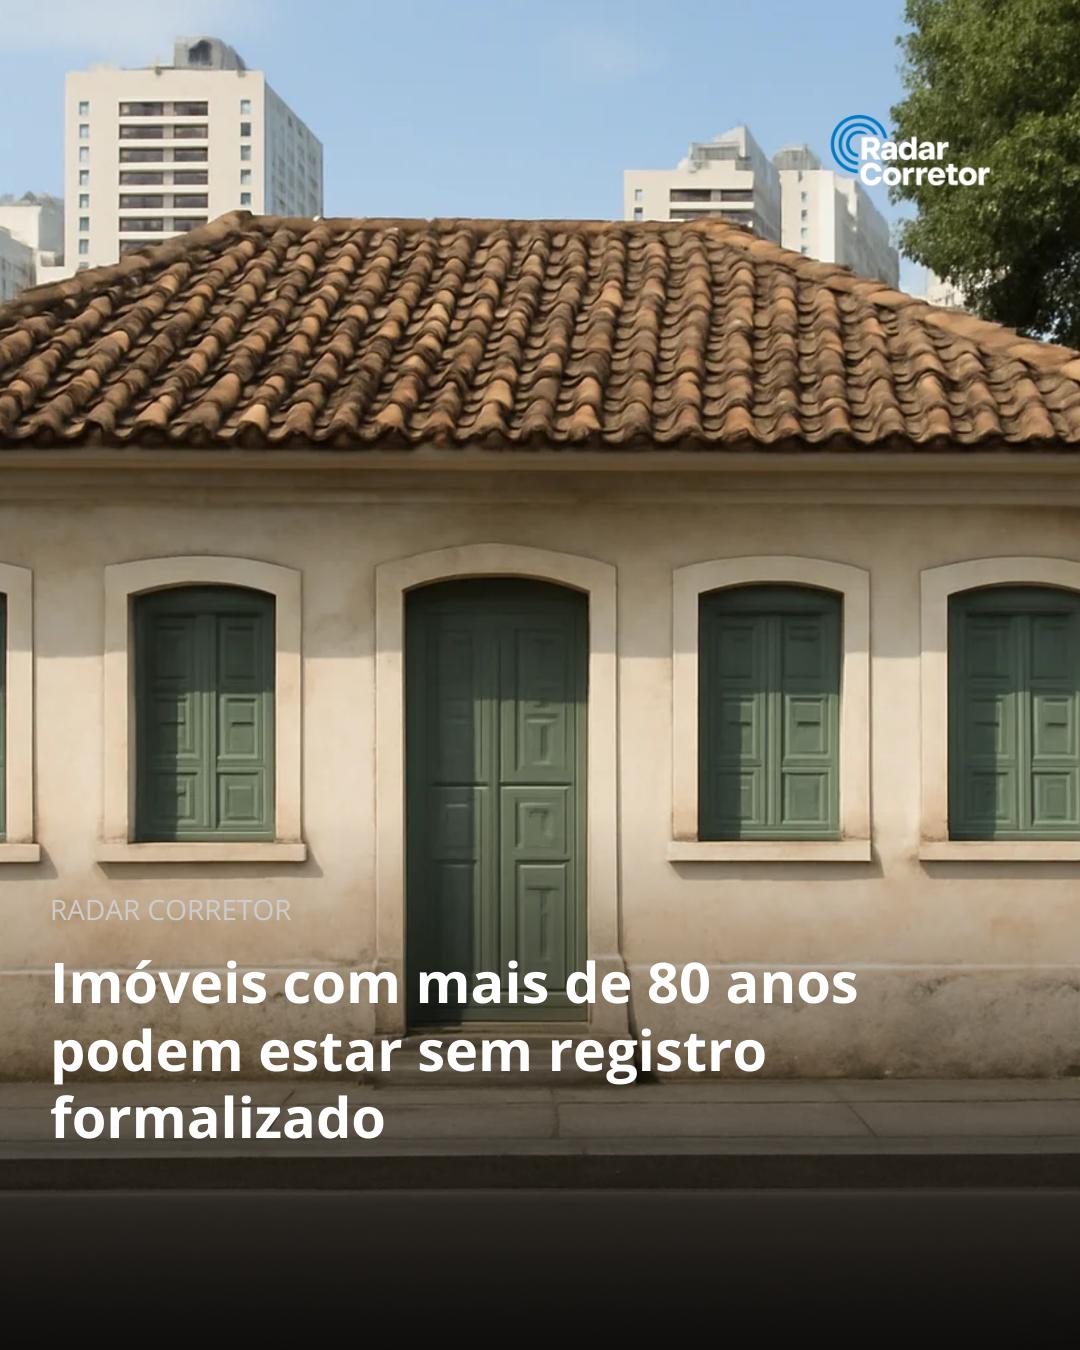 Radar
Corretor
RADAR CORRETOR
Imóveis com mais de 80 anos
podem estar sem registro
formalizado